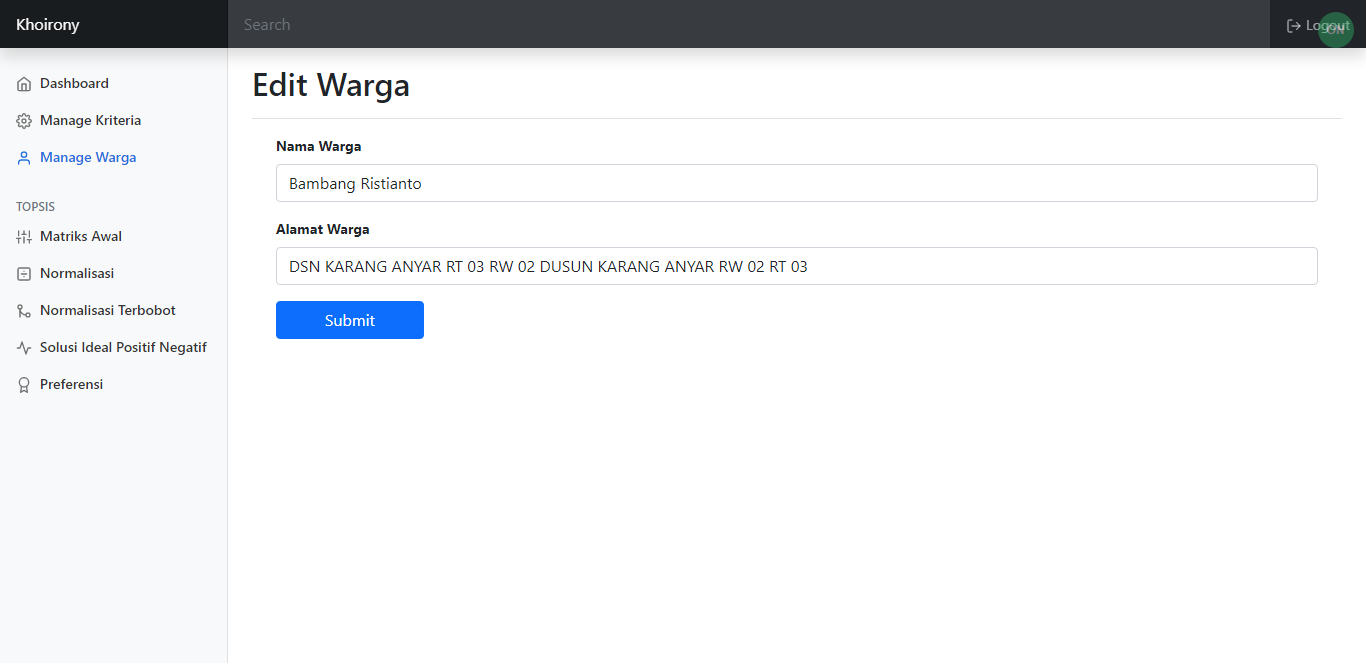 Khoirony
Search
Logout
ON
Dashboard
Manage Kriteria
Manage Warga
TOPSIS
Matriks Awal
Normalisasi
Normalisasi Terbobot
Solusi Ideal Positif Negatif
Preferensi
Edit Warga
Nama Warga
Bambang Ristianto
Alamat Warga
DSN KARANG ANYAR RT 03 RW 02 DUSUN KARANG ANYAR RW 02 RT 03
Submit